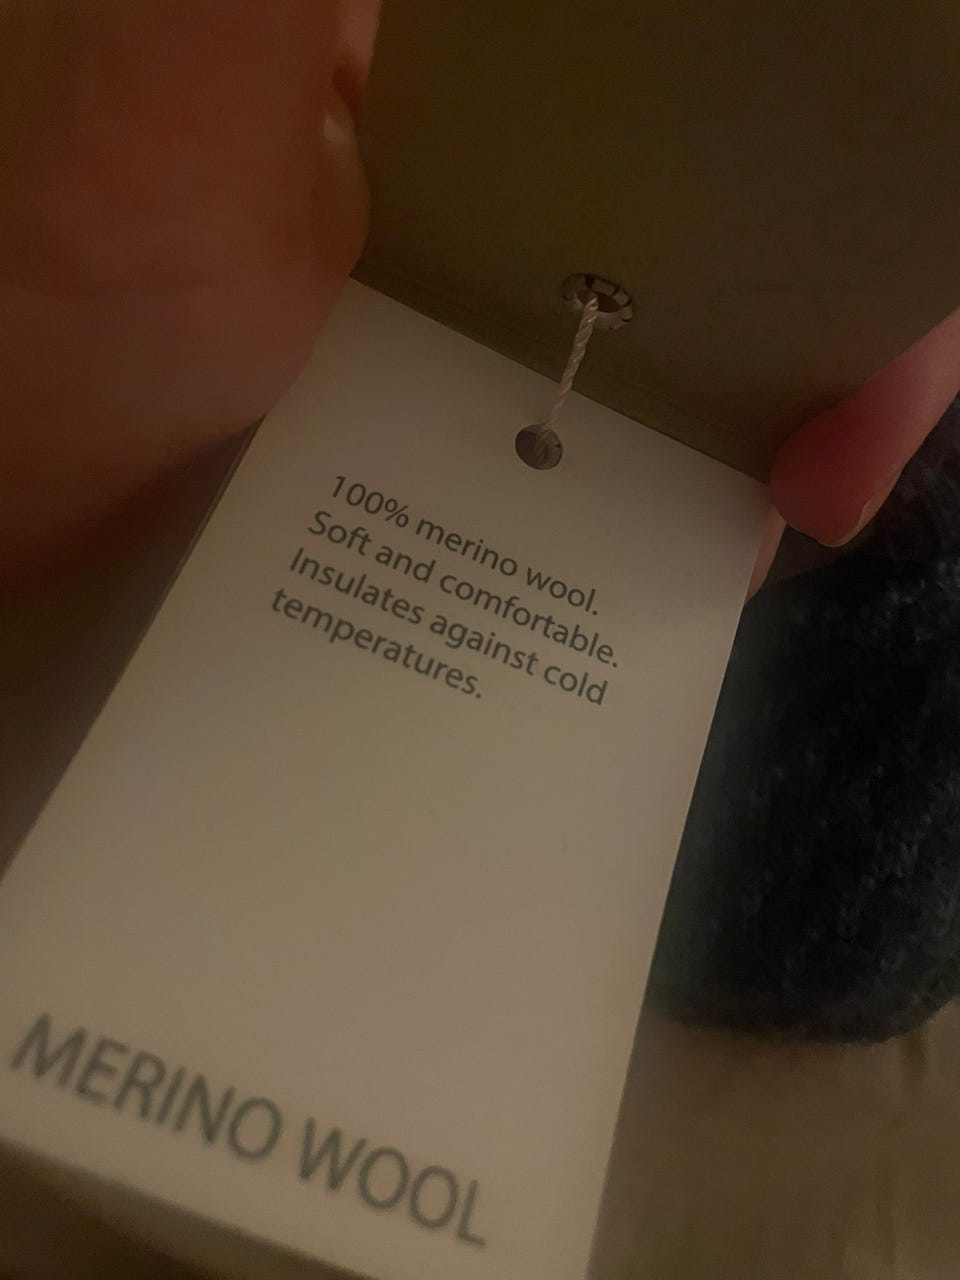 100% merino wool.
Soft and comfortable.
Insulates against cold
temperatures.
MERINO WOOL